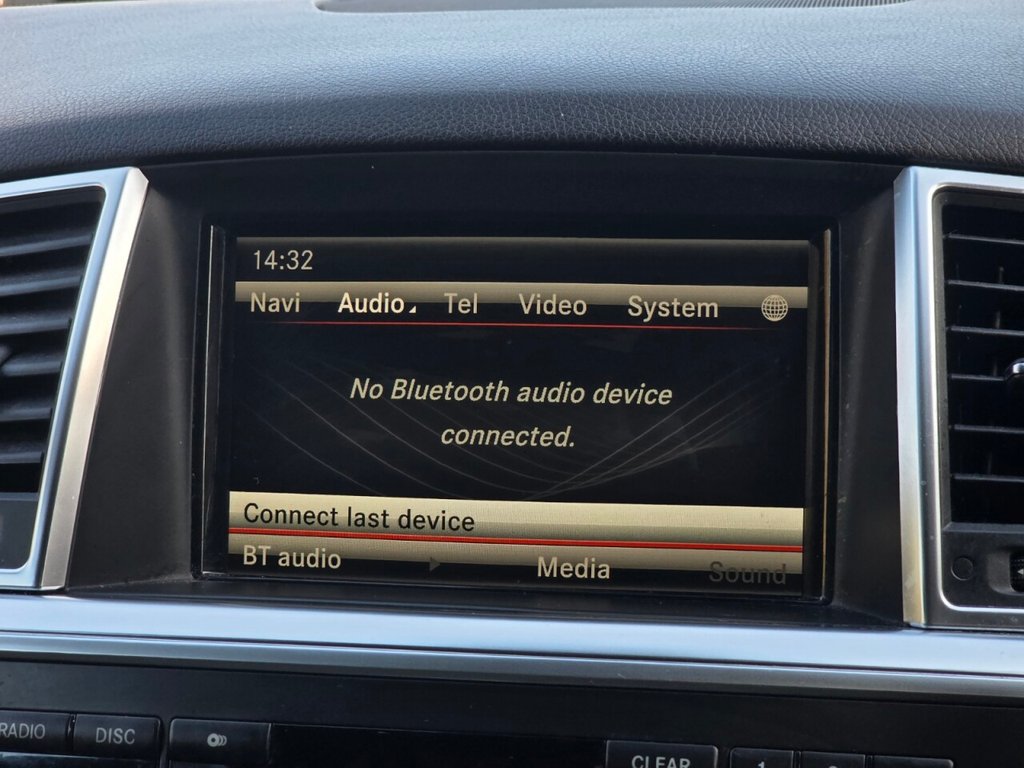 14:32
Navi Audio Tel Video System
No Bluetooth audio device
connected.
Connect last device
BT audio Media Sound
RADIO DISC CLEAR 1